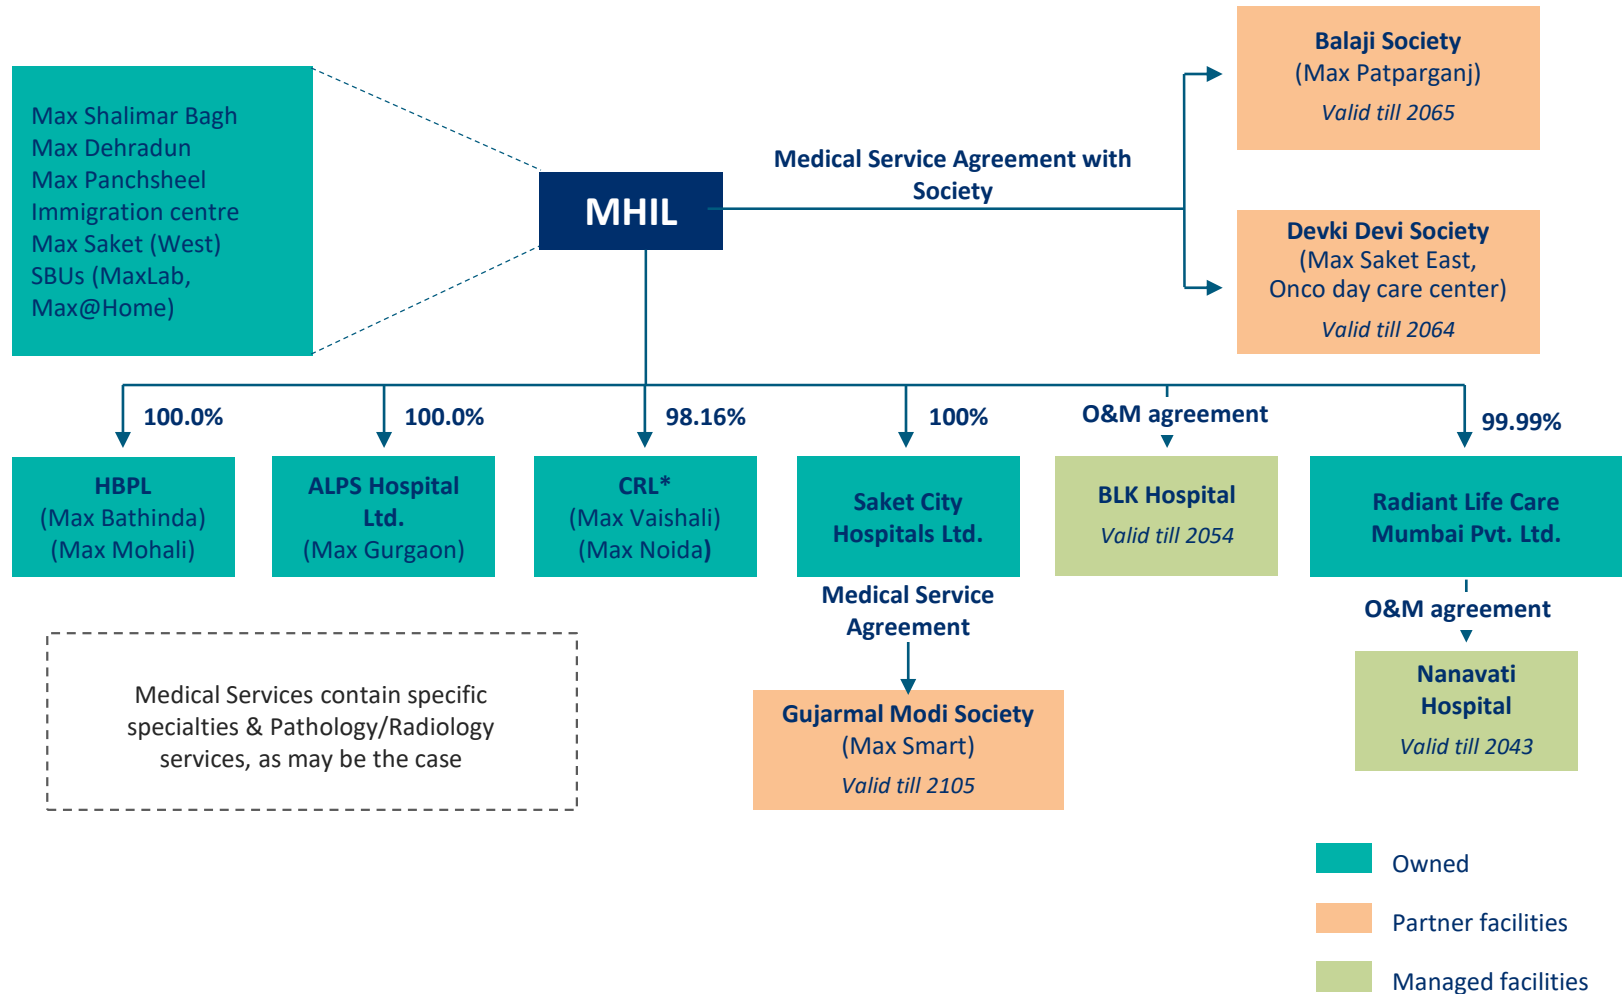 Balaji Society
(Max Patparganj)
Valid till 2065
Max Shalimar Bagh
Max Dehradun
Max Panchsheel
Immigration centre
Max Saket (West)
SBUs (MaxLab,
Max@Home)
MHIL
Medical Service Agreement with
Society
Devki Devi Society
(Max Saket East,
Onco day care center)
Valid till 2064
100.0%
100.0%
98.16%
100%
O&M agreement
99.99%
HBPL
(Max Bathinda)
(Max Mohali)
ALPS Hospital
Ltd.
(Max Gurgaon)
CRL*
(Max Vaishali)
(Max Noida)
Saket City
Hospitals Ltd.
BLK Hospital
Valid till 2054
Radiant Life Care
Mumbai Pvt. Ltd.
Medical Service
Agreement
O&M agreement
Medical Services contain specific
specialties & Pathology/Radiology
services, as may be the case
Gujarmal Modi Society
(Max Smart)
Valid till 2105
Nanavati
Hospital
Valid till 2043
Owned
Partner facilities
Managed facilities